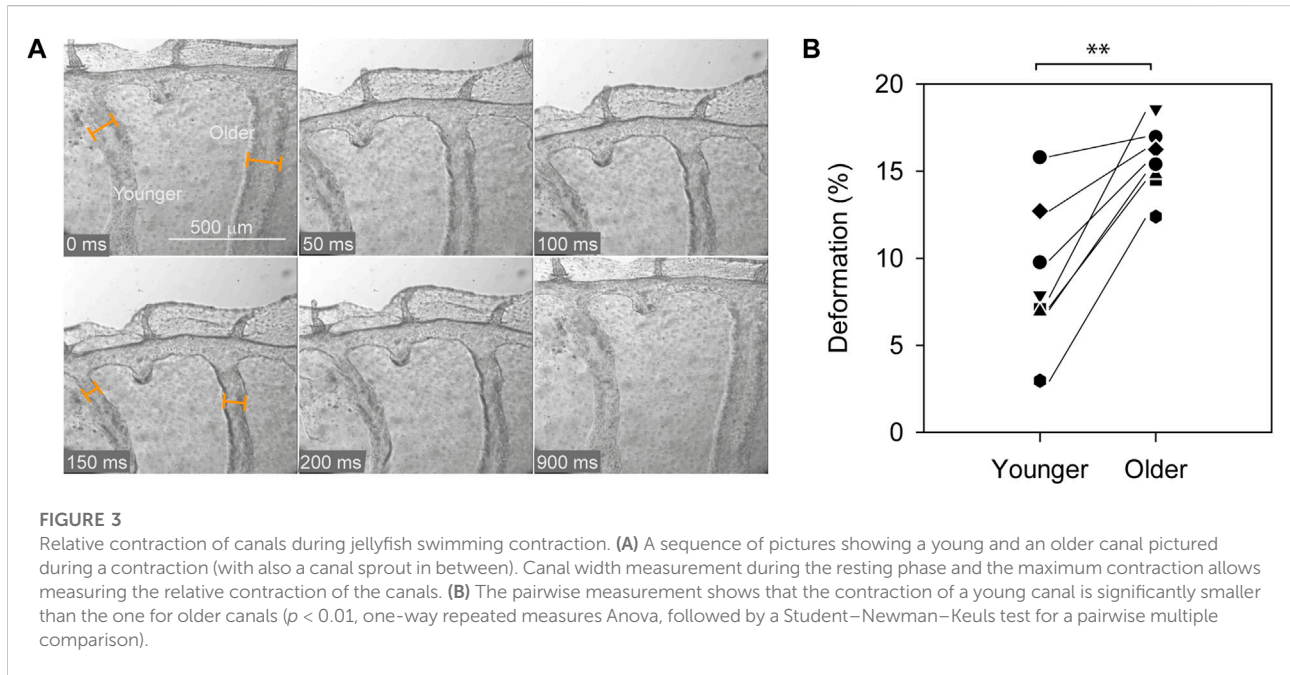 A
Older
Younger
500 μm
0 ms
50 ms
100 ms
150 ms
200 ms
900 ms
B
**
20
15
10
5
0
Deformation (%)
Younger Older
FIGURE 3
Relative contraction of canals during jellyfish swimming contraction. (A) A sequence of pictures showing a young and an older canal pictured
during a contraction (with also a canal sprout in between). Canal width measurement during the resting phase and the maximum contraction allows
measuring the relative contraction of the canals. (B) The pairwise measurement shows that the contraction of a young canal is significantly smaller
than the one for older canals (p < 0.01, one-way repeated measures Anova, followed by a Student–Newman–Keuls test for a pairwise multiple
comparison).